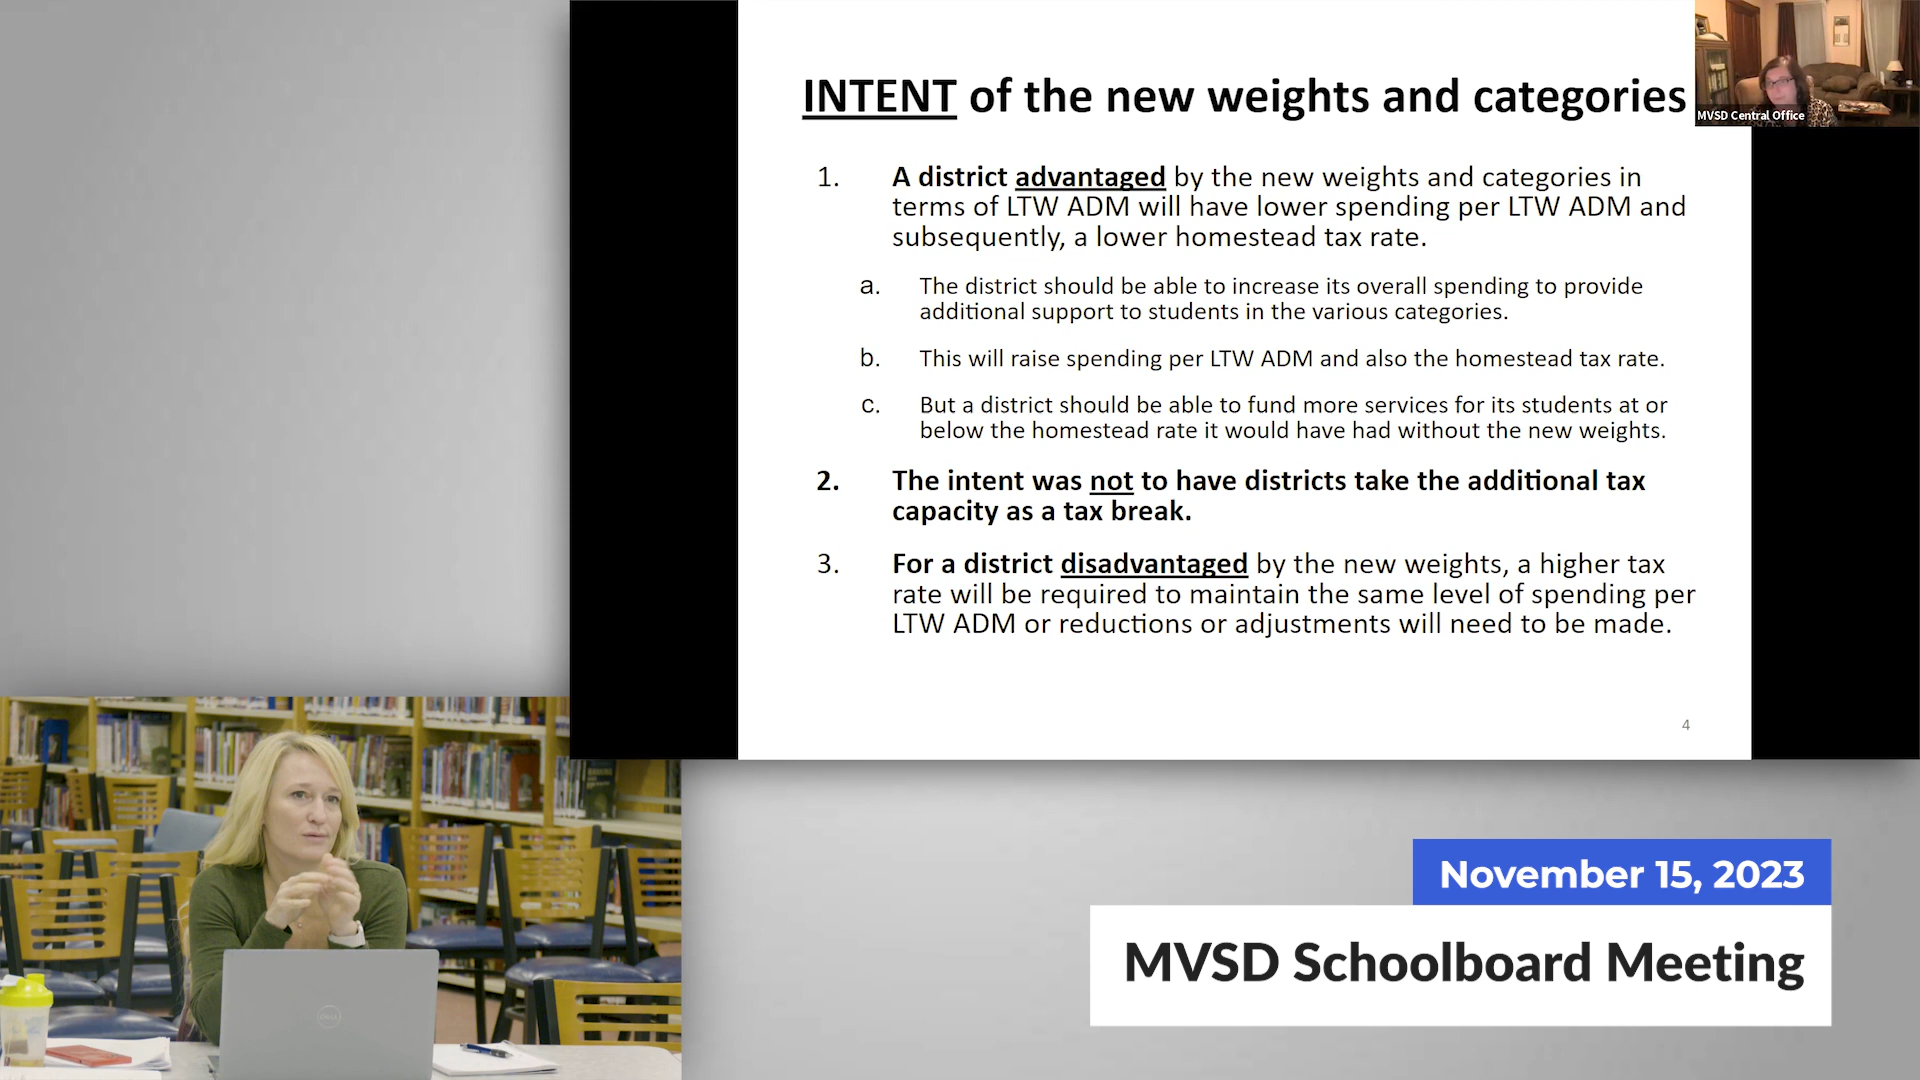 INTENT of the new weights and categories
MVSD Central Office
1. A district advantaged by the new weights and categories in
terms of LTW ADM will have lower spending per LTW ADM and
subsequently, a lower homestead tax rate.
a. The district should be able to increase its overall spending to provide
additional support to students in the various categories.
b. This will raise spending per LTW ADM and also the homestead tax rate.
c. But a district should be able to fund more services for its students at or
below the homestead rate it would have had without the new weights.
2. The intent was not to have districts take the additional tax
capacity as a tax break.
3. For a district disadvantaged by the new weights, a higher tax
rate will be required to maintain the same level of spending per
LTW ADM or reductions or adjustments will need to be made.
4
November 15, 2023
MVSD Schoolboard Meeting
DELL